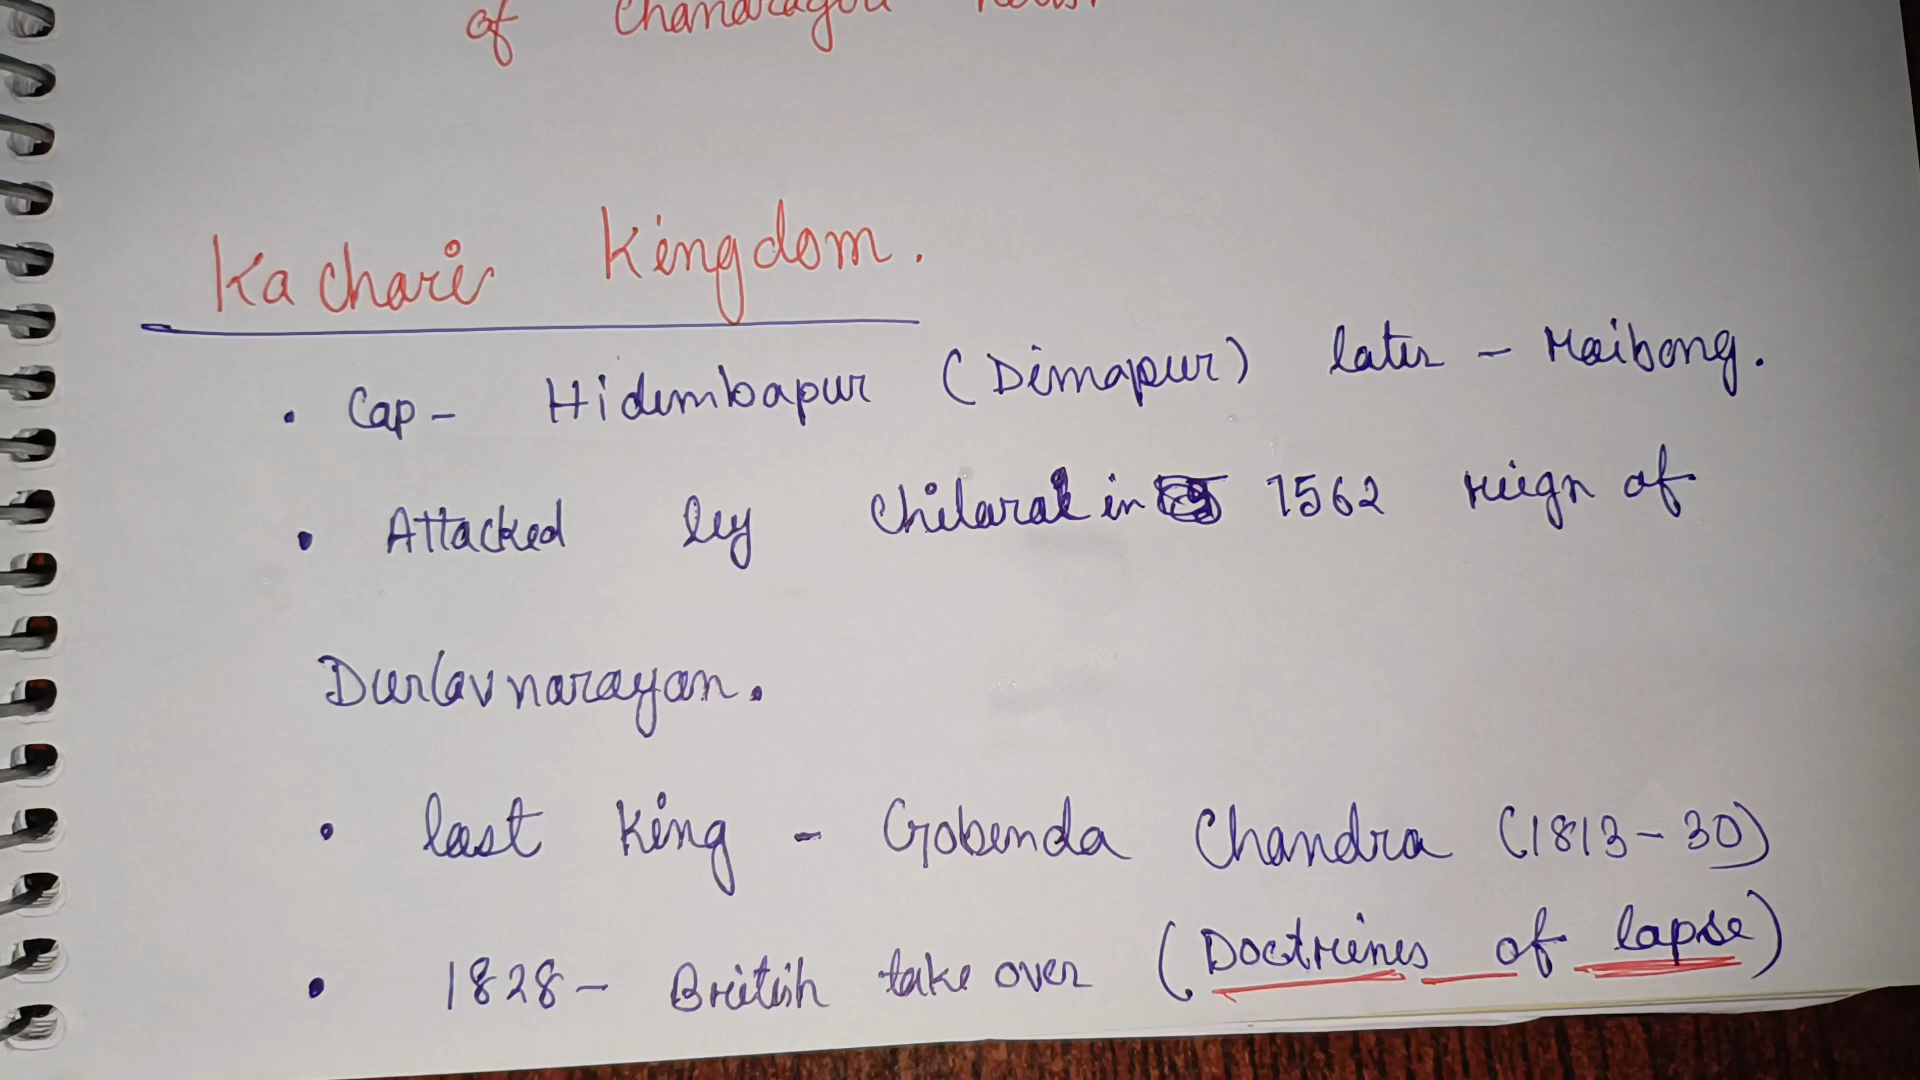 of
Kachari Kingdom.
• Cap - Hidimbapur (Dimapur) later - Maibong.
• Attacked by Chilarai in 1562 reign of
Durlavnarayan.
• last King - Gobinda Chandra (1813-30)
• 1828 - British take over (Doctrines of lapse)